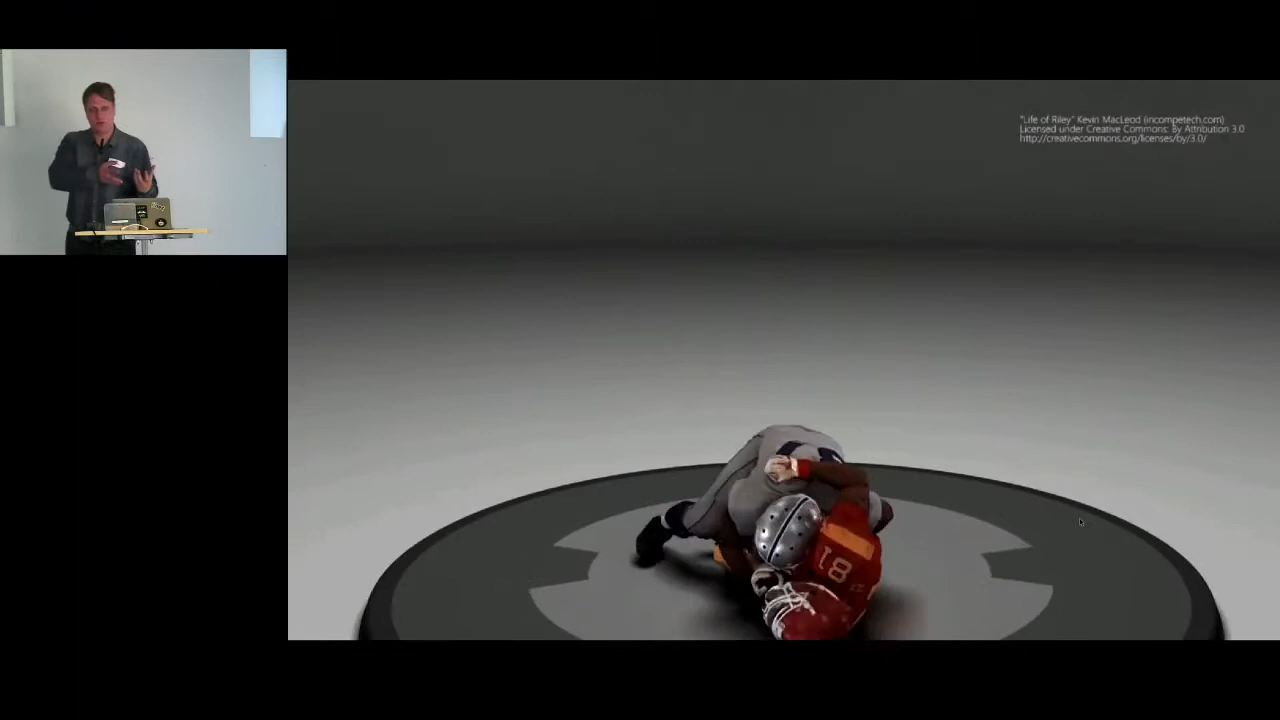 "Life of Riley" Kevin MacLeod (incompetech.com)
Licensed under Creative Commons: By Attribution 3.0
http://creativecommons.org/licenses/by/3.0/
81